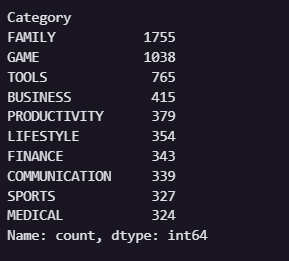 Category
FAMILY 1755
GAME 1038
TOOLS 765
BUSINESS 415
PRODUCTIVITY 379
LIFESTYLE 354
FINANCE 343
COMMUNICATION 339
SPORTS 327
MEDICAL 324
Name: count, dtype: int64